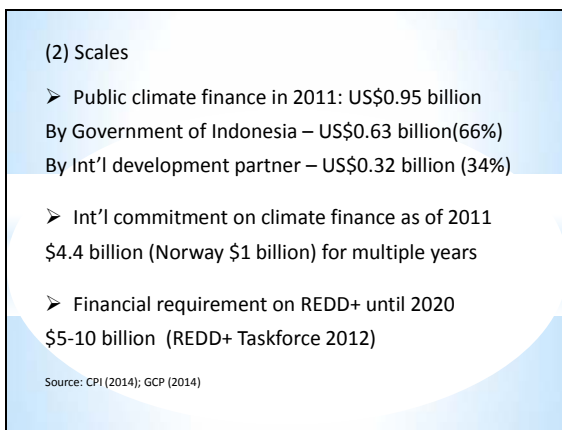 (2) Scales
➢ Public climate finance in 2011: US$0.95 billion
By Government of Indonesia – US$0.63 billion(66%)
By Int’l development partner – US$0.32 billion (34%)
➢ Int’l commitment on climate finance as of 2011
$4.4 billion (Norway $1 billion) for multiple years
➢ Financial requirement on REDD+ until 2020
$5-10 billion  (REDD+ Taskforce 2012)
Source: CPI (2014); GCP (2014)